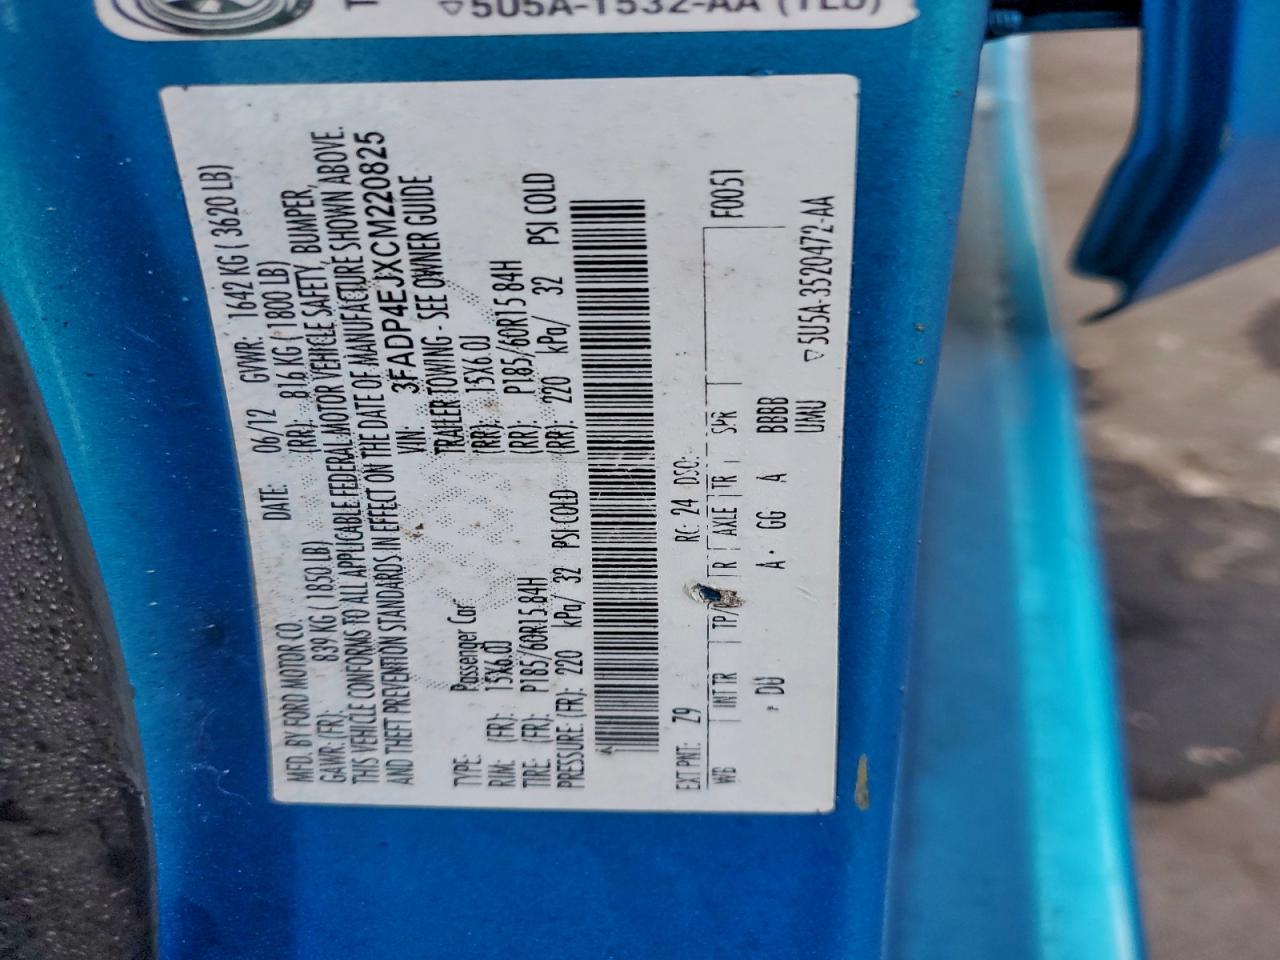 5U5A-1532-AA (TLU)
MFD. BY FORD MOTOR CO. DATE: 06/12 GVWR: 1642 KG ( 3620 LB)
GAWR: (FR): 839 KG ( 1850 LB) (RR): 816 KG ( 1800 LB)
THIS VEHICLE CONFORMS TO ALL APPLICABLE FEDERAL MOTOR VEHICLE SAFETY, BUMPER,
AND THEFT PREVENTION STANDARDS IN EFFECT ON THE DATE OF MANUFACTURE SHOWN ABOVE.
VIN: 3FADP4EJXCM220825
TYPE: Passenger Car TRAILER TOWING - SEE OWNER GUIDE
RIM: (FR): 15X6.0J (RR): 15X6.0J
TIRE: (FR): P185/60R15 84H (RR): P185/60R15 84H
PRESSURE: (FR): 220 kPa/ 32 PSI COLD (RR): 220 kPa/ 32 PSI COLD
EXT PNT: Z9 RC: 24 DSO: F0051
WB INT TR TP/ R AXLE TR SPR
DU A GG A BBBB
UMU
▽5U5A-3520472-AA